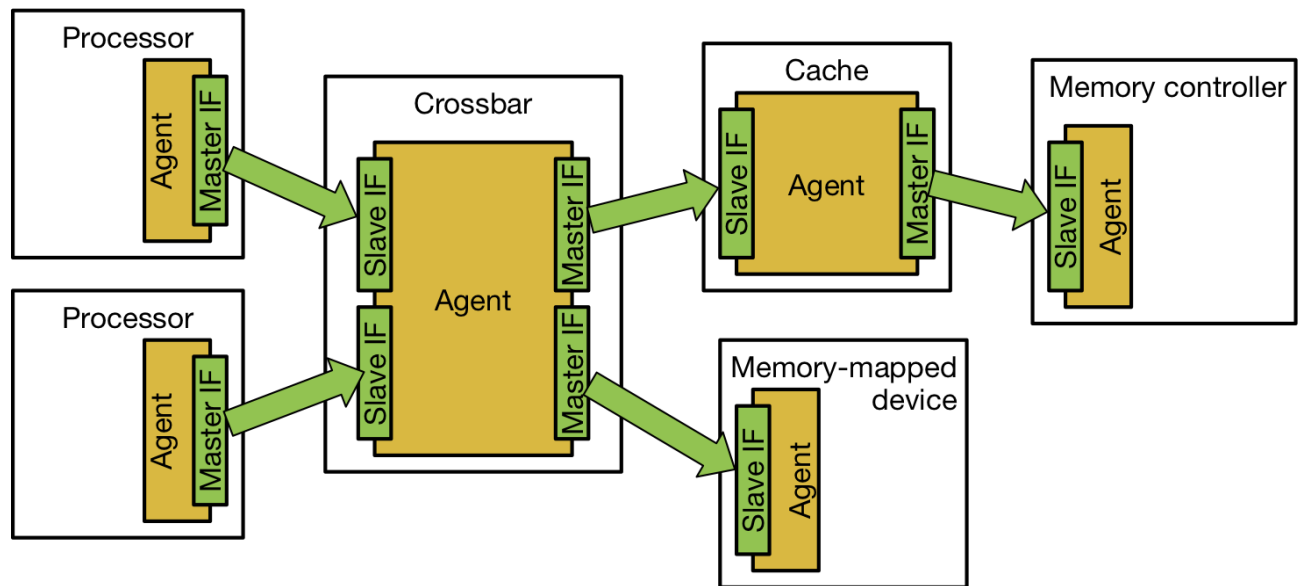 Processor
Agent
Master IF
Processor
Agent
Master IF
Crossbar
Slave IF
Slave IF
Agent
Master IF
Master IF
Cache
Slave IF
Agent
Master IF
Memory-mapped
device
Slave IF
Agent
Memory controller
Slave IF
Agent